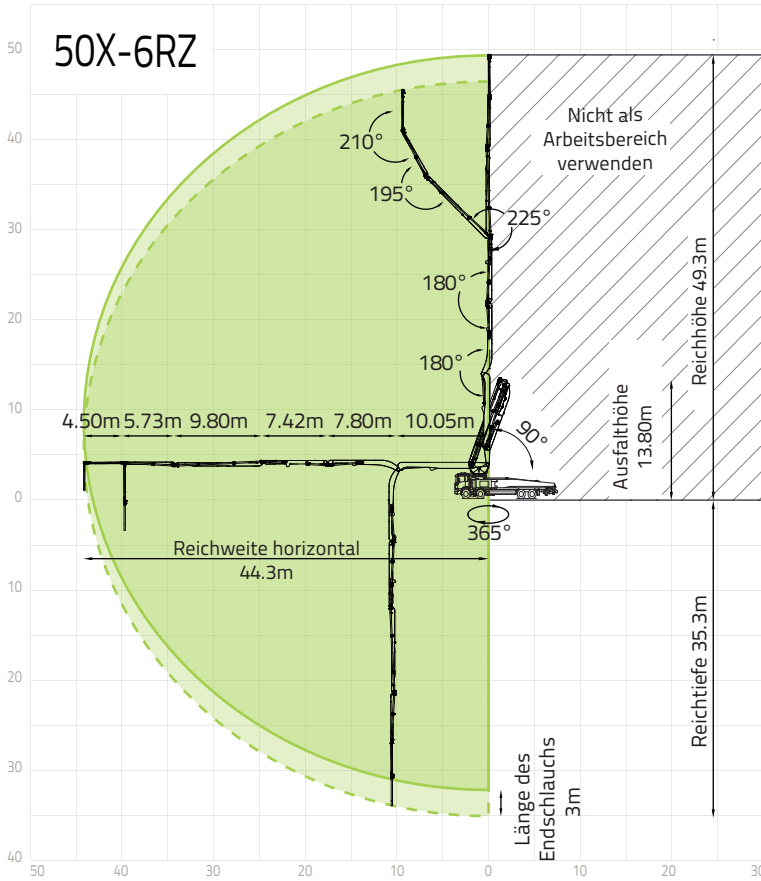 50X-6RZ
50
40
30
20
10
0
10
20
30
40
50
40
30
20
10
0
10
20
30
Nicht als
Arbeitsbereich
verwenden
210°
195°
225°
180°
180°
90°
365°
4.50m 5.73m 9.80m 7.42m 7.80m 10.05m
Reichweite horizontal
44.3m
Reichhöhe 49.3m
Ausfalthöhe
13.80m
Reichtiefe 35.3m
Länge des
Endschlauchs
3m